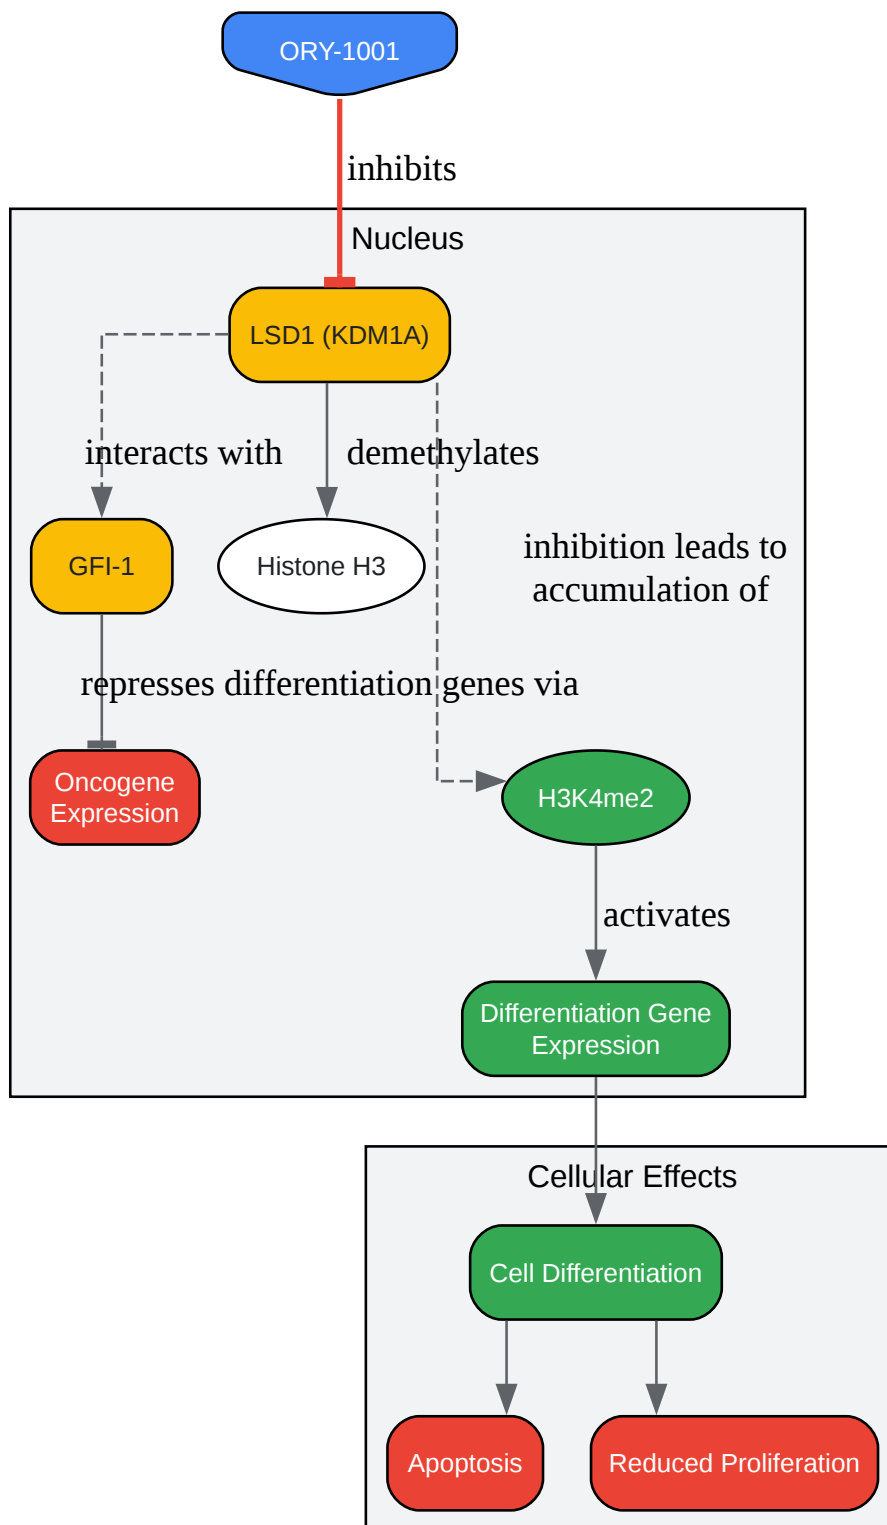 ORY-1001
inhibits
Nucleus
LSD1 (KDM1A)
interacts with
demethylates
inhibition leads to
accumulation of
GFI-1
Histone H3
represses differentiation genes via
Oncogene
Expression
H3K4me2
activates
Differentiation Gene
Expression
Cellular Effects
Cell Differentiation
Apoptosis
Reduced Proliferation